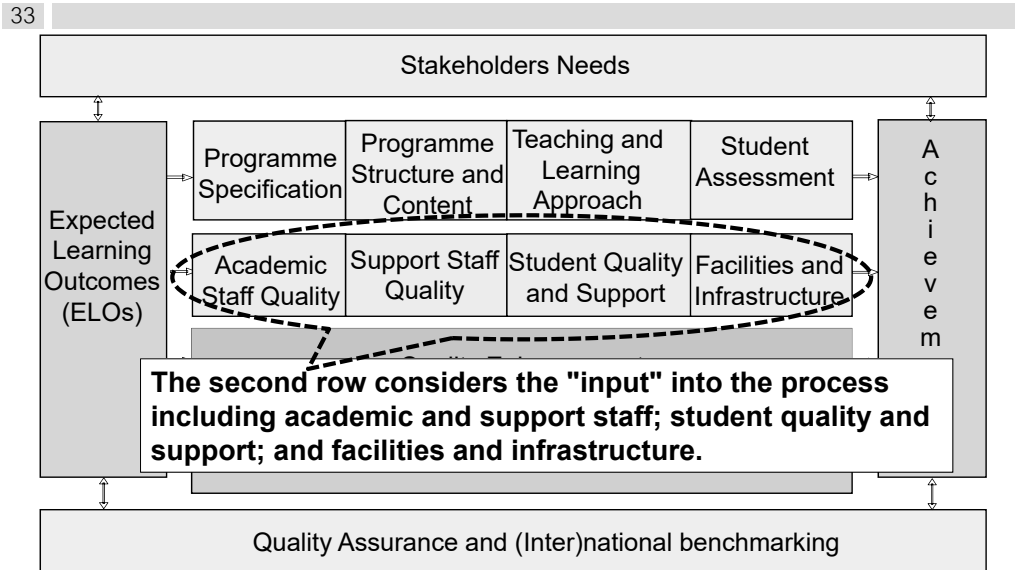 33
Stakeholders Needs
Expected
Learning
Outcomes
(ELOs)
Programme
Specification
Programme
Structure and
Content
Teaching and
Learning
Approach
Student
Assessment
Academic
Staff Quality
Support Staff
Quality
Student Quality
and Support
Facilities and
Infrastructure
A
c
h
i
e
v
e
m
The second row considers the "input" into the process
including academic and support staff; student quality and
support; and facilities and infrastructure.
Quality Assurance and (Inter)national benchmarking